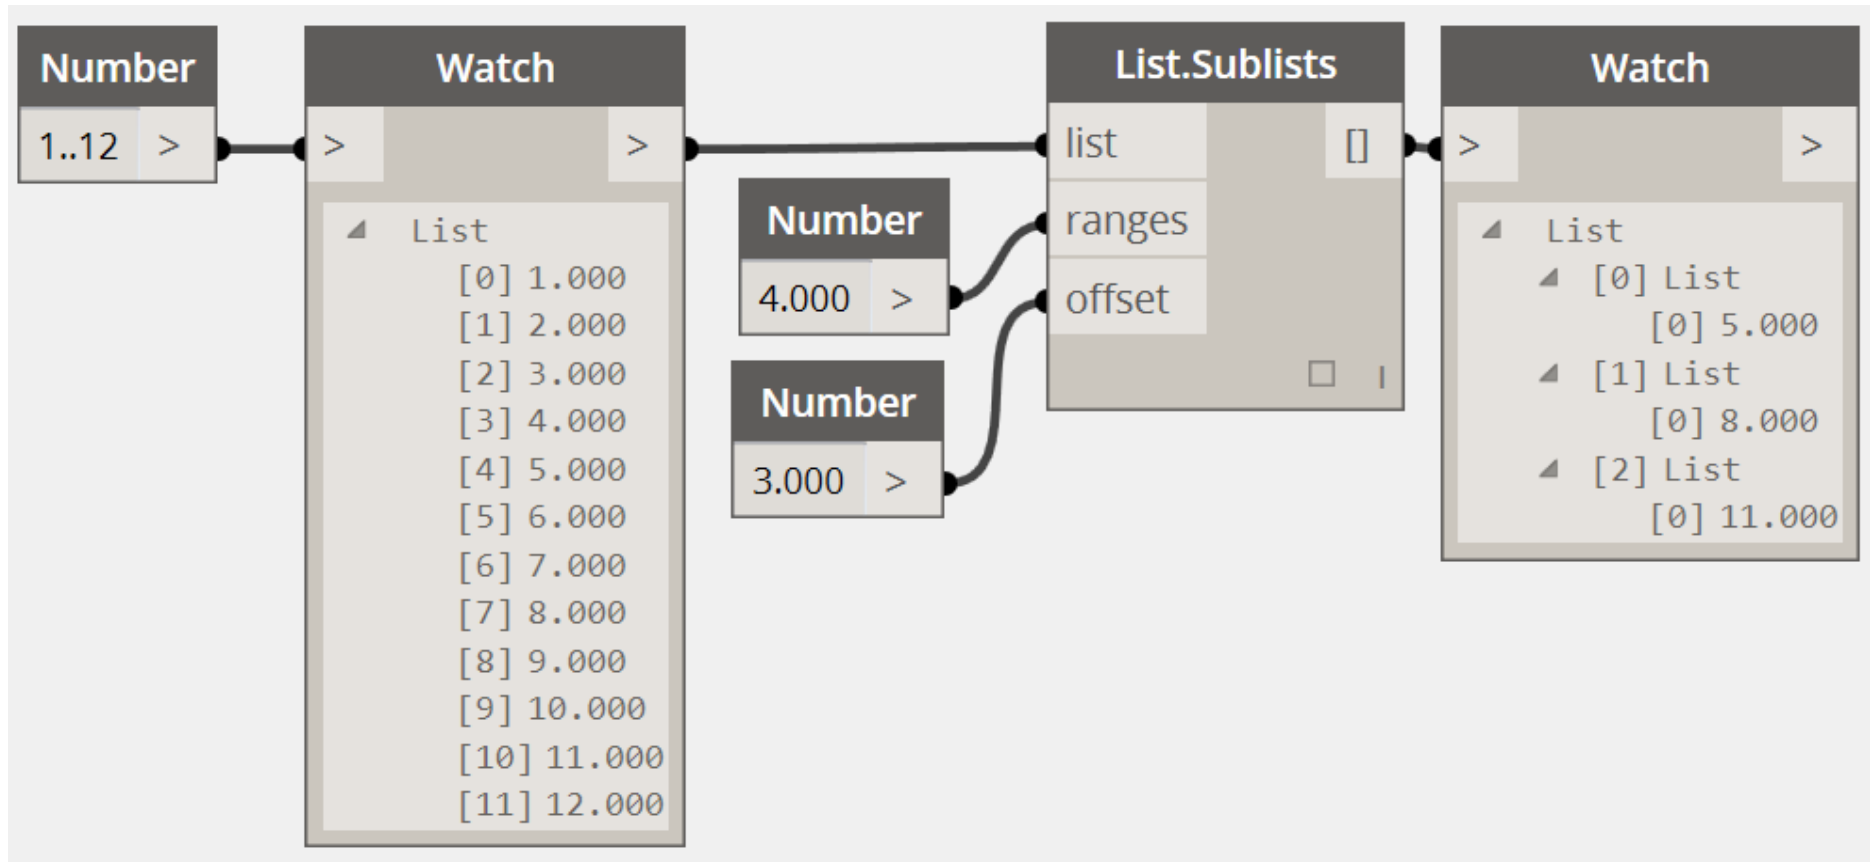 Number
1..12 >
Watch
> >
List
[0] 1.000
[1] 2.000
[2] 3.000
[3] 4.000
[4] 5.000
[5] 6.000
[6] 7.000
[7] 8.000
[8] 9.000
[9] 10.000
[10] 11.000
[11] 12.000
Number
4.000 >
Number
3.000 >
List.Sublists
list []
ranges
offset
I
Watch
> >
List
[0] List
[0] 5.000
[1] List
[0] 8.000
[2] List
[0] 11.000